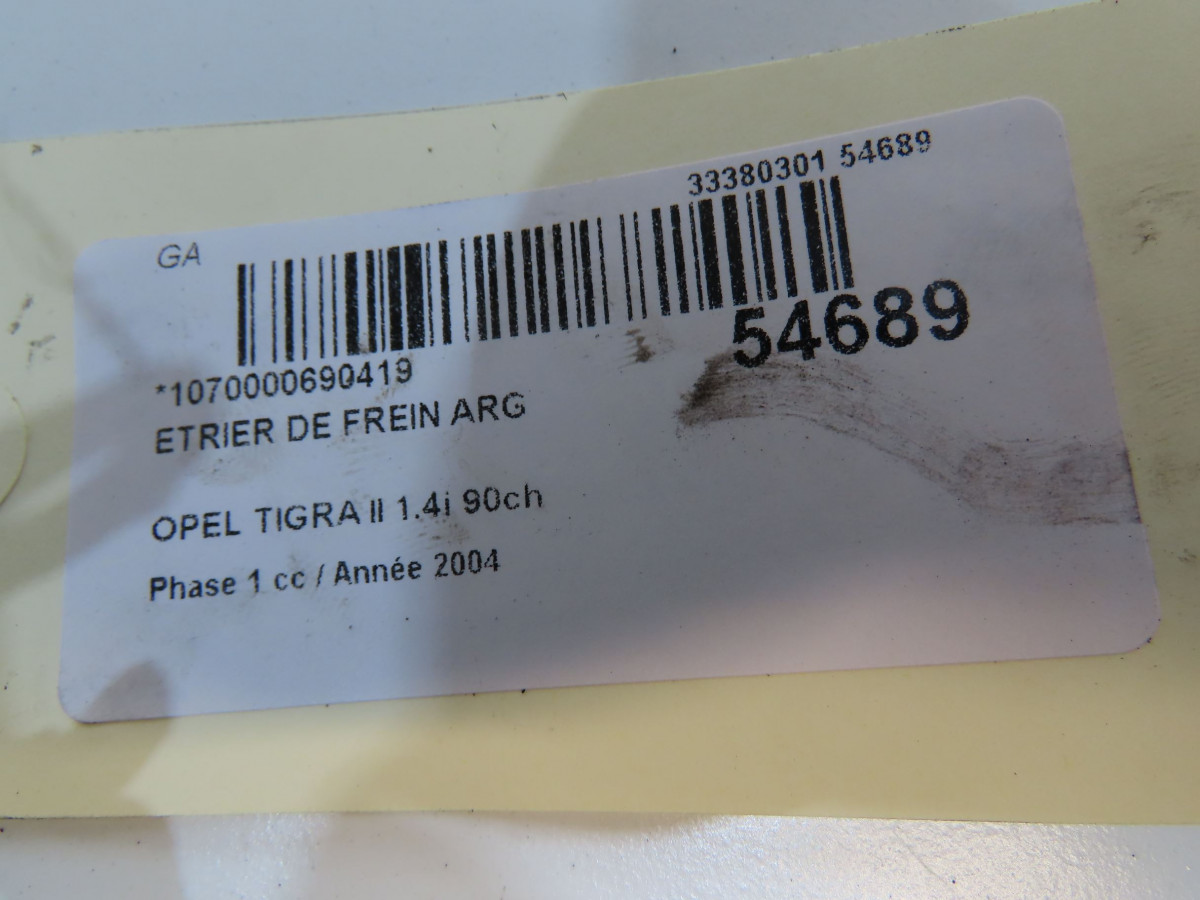 33380301 54689
GA
54689
*1070000690419
ETRIER DE FREIN ARG
OPEL TIGRA II 1.4i 90ch
Phase 1 cc / Année 2004